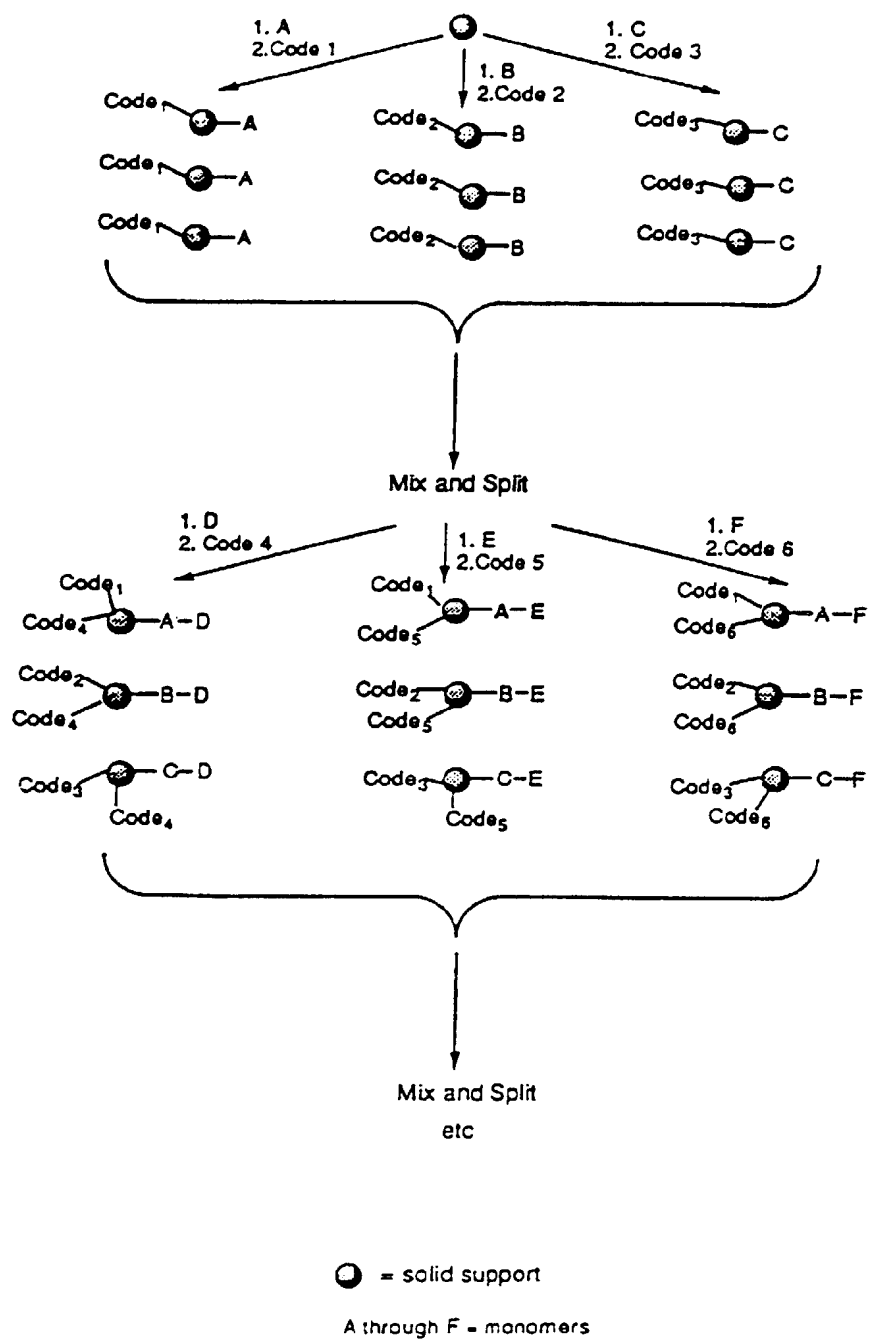 1. A
2.Code 1
1. B
2.Code 2
1. C
2. Code 3
Code₁ A
Code₂ B
Code₃ C
Code₁ A
Code₂ B
Code₃ C
Code₁ A
Code₂ B
Code₃ C
Mix and Split
1. D
2. Code 4
1. E
2.Code 5
1. F
2.Code 6
Code₁
Code₄ A–D
Code₁
Code₅ A–E
Code₁
Code₆ A–F
Code₂
Code₄ B–D
Code₂
Code₅ B–E
Code₂
Code₆ B–F
Code₃ C–D
Code₄
Code₃ C–E
Code₅
Code₃ C–F
Code₆
Mix and Split
etc
= solid support
A through F = monomers